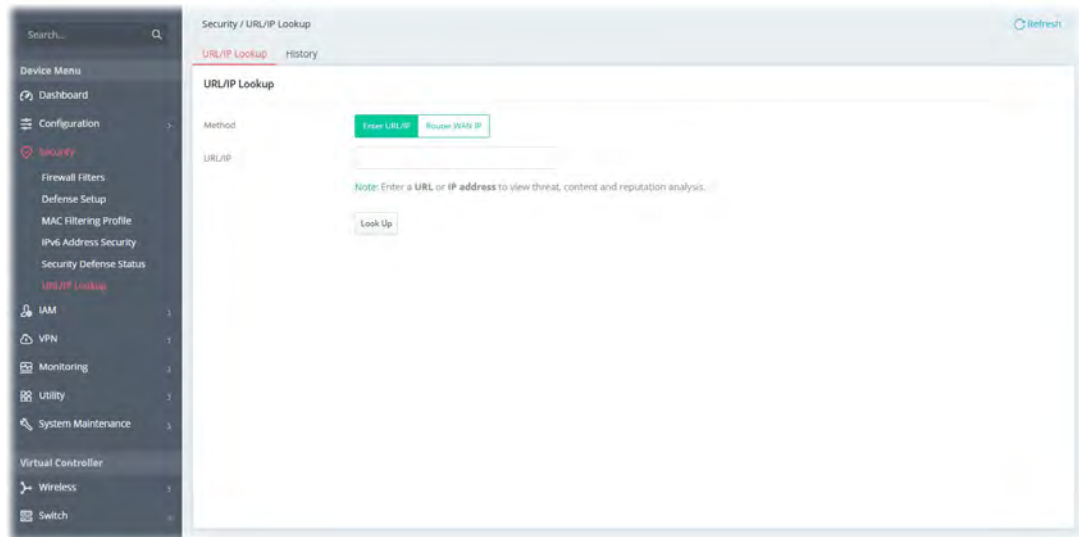 Search...
Device Menu
Dashboard
Configuration
Security
Firewall Filters
Defense Setup
MAC Filtering Profile
IPv6 Address Security
Security Defense Status
URL/IP Lookup
IAM
VPN
Monitoring
Utility
System Maintenance
Virtual Controller
Wireless
Switch
Security / URL/IP Lookup
Refresh
URL/IP Lookup History
URL/IP Lookup
Method Enter URL/IP Router WAN IP
URL/IP
Note: Enter a URL or IP address to view threat, content and reputation analysis.
Look Up